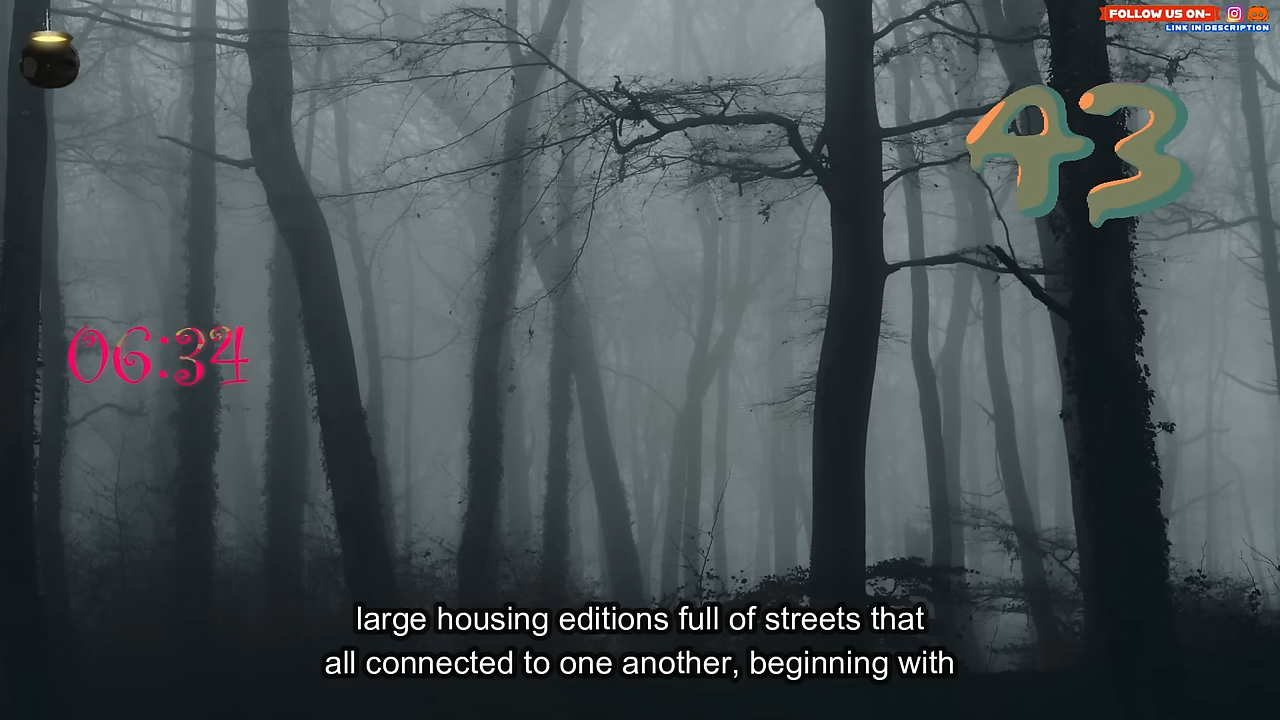 FOLLOW US ON-
LINK IN DESCRIPTION
43
06:34
large housing editions full of streets that
all connected to one another, beginning with